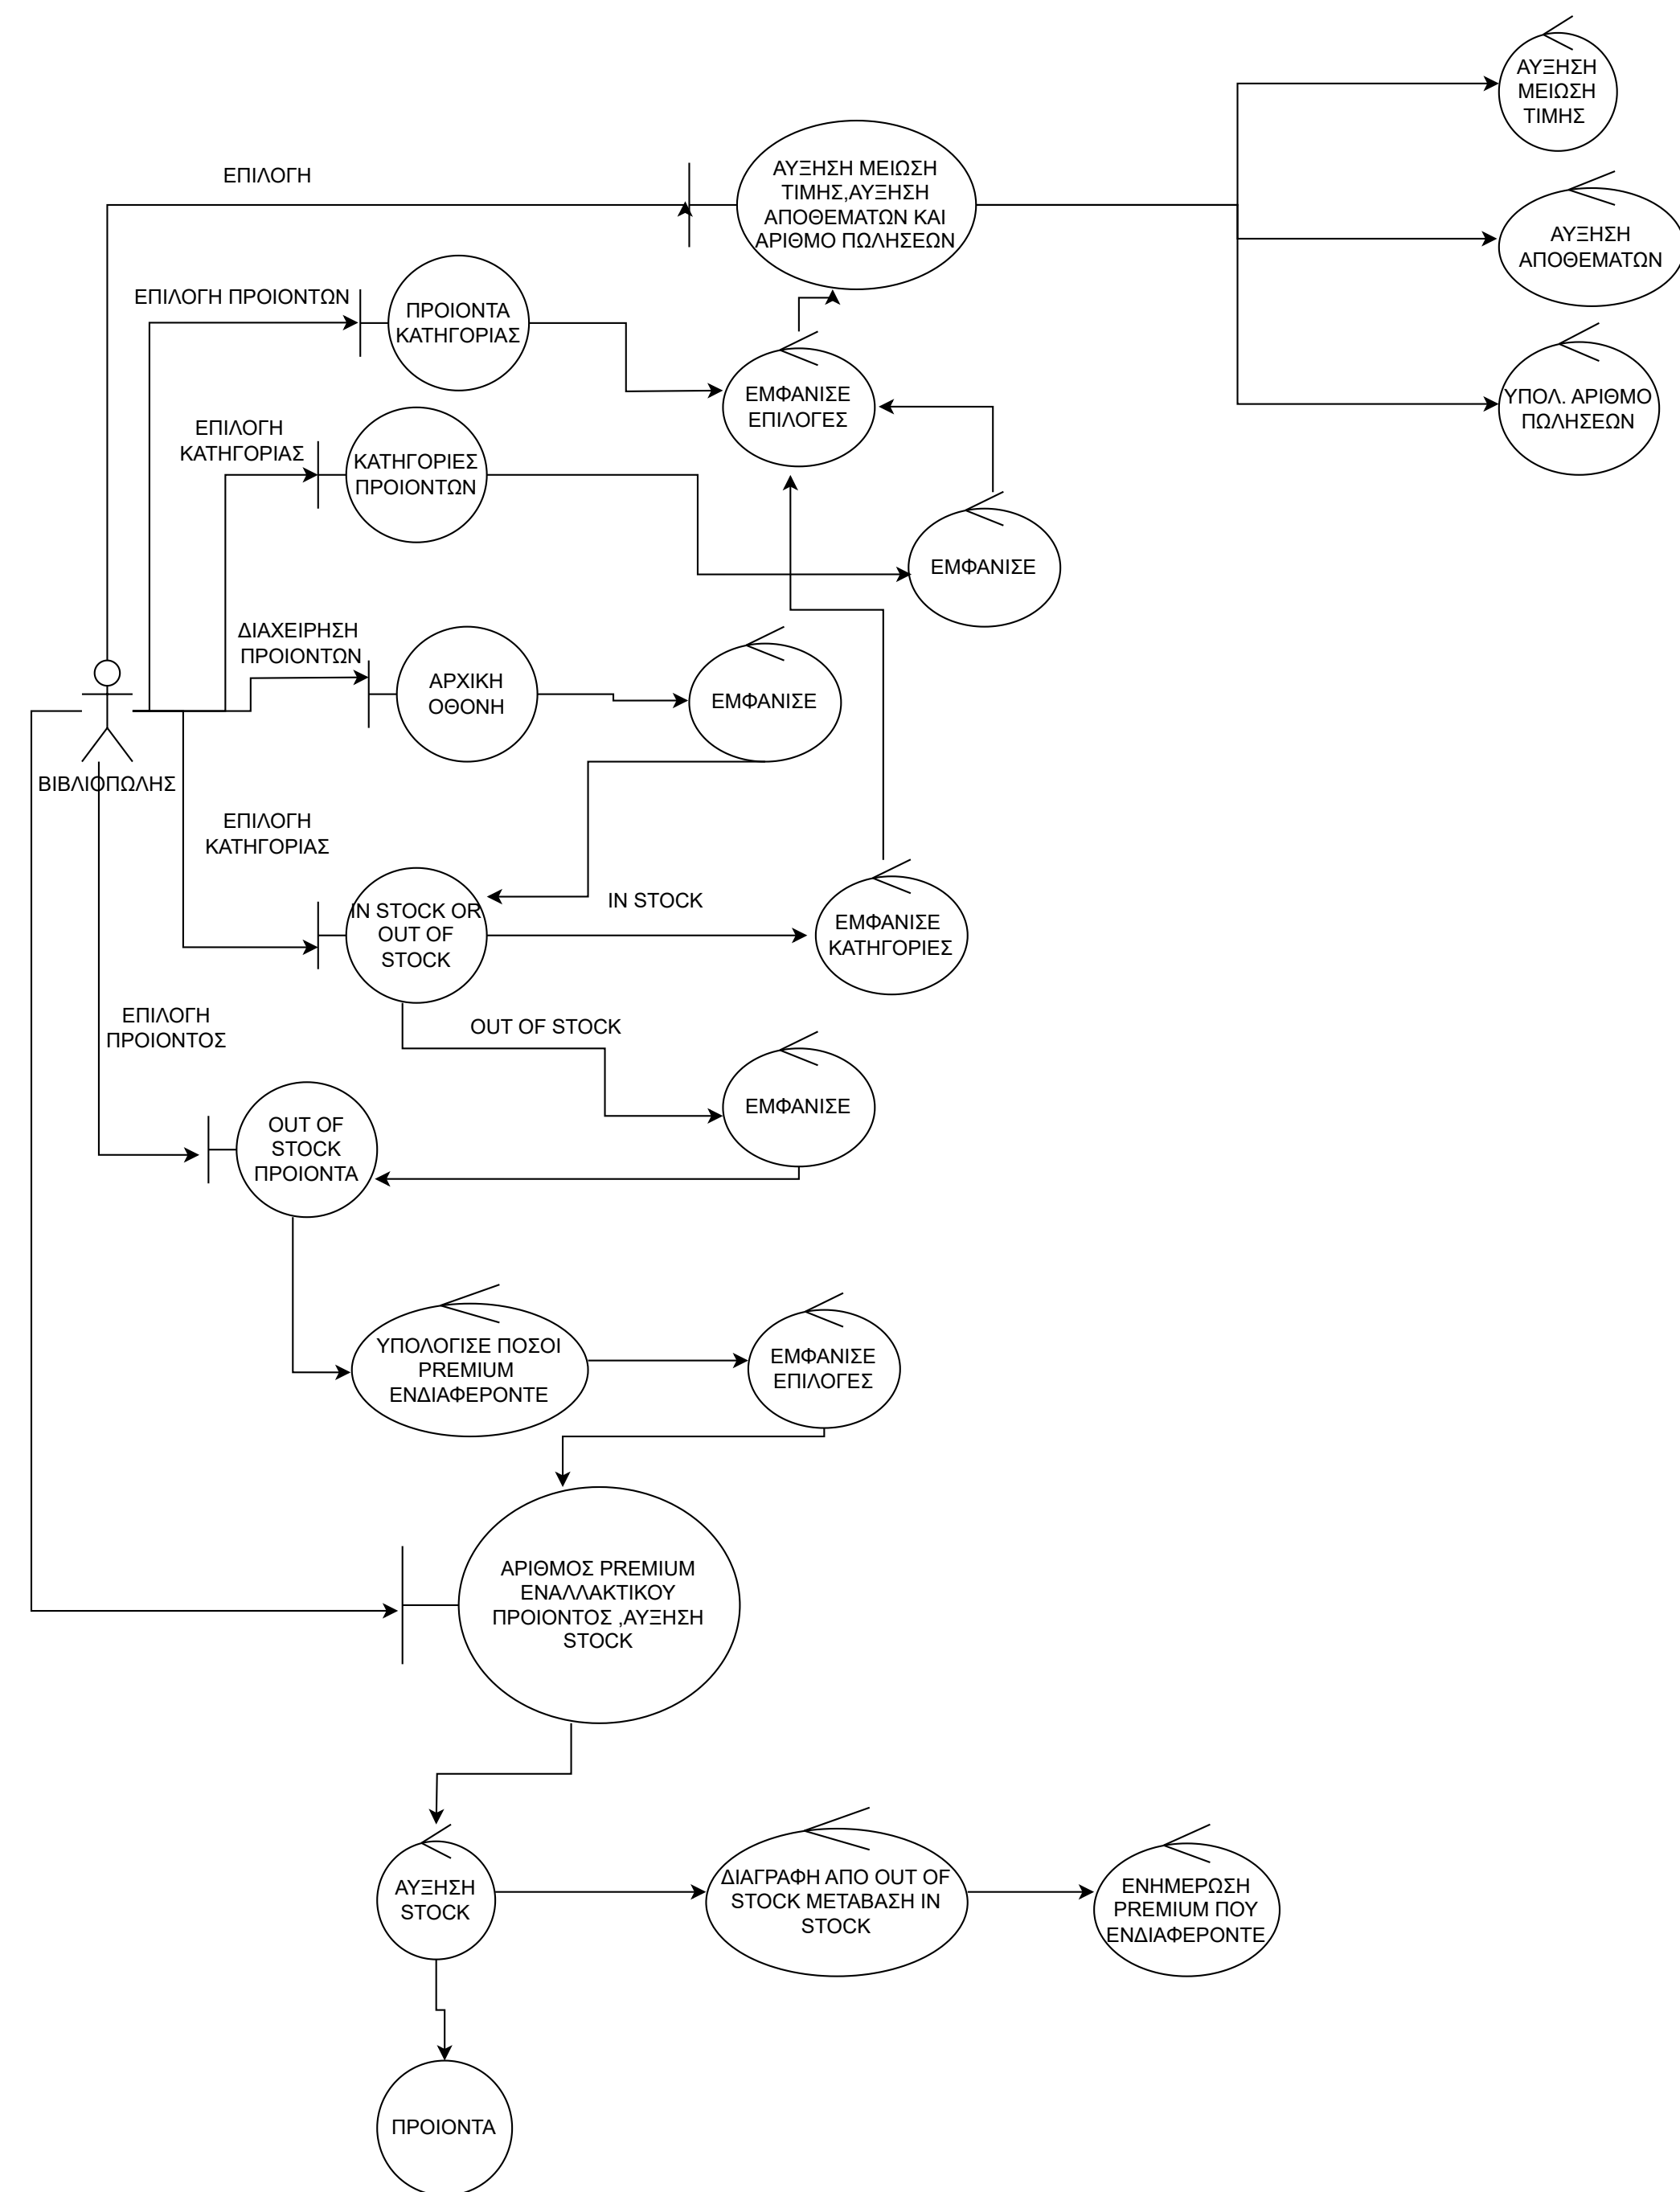 ΑΥΞΗΣΗ
ΜΕΙΩΣΗ
ΤΙΜΗΣ
ΕΠΙΛΟΓΗ
ΑΥΞΗΣΗ ΜΕΙΩΣΗ
ΤΙΜΗΣ,ΑΥΞΗΣΗ
ΑΠΟΘΕΜΑΤΩΝ ΚΑΙ
ΑΡΙΘΜΟ ΠΩΛΗΣΕΩΝ
ΑΥΞΗΣΗ
ΑΠΟΘΕΜΑΤΩΝ
ΕΠΙΛΟΓΗ ΠΡΟΙΟΝΤΩΝ
ΠΡΟΙΟΝΤΑ
ΚΑΤΗΓΟΡΙΑΣ
ΕΜΦΑΝΙΣΕ
ΕΠΙΛΟΓΕΣ
ΥΠΟΛ. ΑΡΙΘΜΟ
ΠΩΛΗΣΕΩΝ
ΕΠΙΛΟΓΗ
ΚΑΤΗΓΟΡΙΑΣ
ΚΑΤΗΓΟΡΙΕΣ
ΠΡΟΙΟΝΤΩΝ
ΕΜΦΑΝΙΣΕ
ΔΙΑΧΕΙΡΗΣΗ
ΠΡΟΙΟΝΤΩΝ
ΑΡΧΙΚΗ
ΟΘΟΝΗ
ΕΜΦΑΝΙΣΕ
ΒΙΒΛΙΟΠΩΛΗΣ
ΕΠΙΛΟΓΗ
ΚΑΤΗΓΟΡΙΑΣ
IN STOCK OR
OUT OF
STOCK
IN STOCK
ΕΜΦΑΝΙΣΕ
ΚΑΤΗΓΟΡΙΕΣ
ΕΠΙΛΟΓΗ
ΠΡΟΙΟΝΤΟΣ
OUT OF STOCK
ΕΜΦΑΝΙΣΕ
OUT OF
STOCK
ΠΡΟΙΟΝΤΑ
ΥΠΟΛΟΓΙΣΕ ΠΟΣΟΙ
PREMIUM
ΕΝΔΙΑΦΕΡΟΝΤΕ
ΕΜΦΑΝΙΣΕ
ΕΠΙΛΟΓΕΣ
ΑΡΙΘΜΟΣ PREMIUM
ΕΝΑΛΛΑΚΤΙΚΟΥ
ΠΡΟΙΟΝΤΟΣ ,ΑΥΞΗΣΗ
STOCK
ΑΥΞΗΣΗ
STOCK
ΔΙΑΓΡΑΦΗ ΑΠΟ OUT OF
STOCK ΜΕΤΑΒΑΣΗ IN
STOCK
ΕΝΗΜΕΡΩΣΗ
PREMIUM ΠΟΥ
ΕΝΔΙΑΦΕΡΟΝΤΕ
ΠΡΟΙΟΝΤΑ